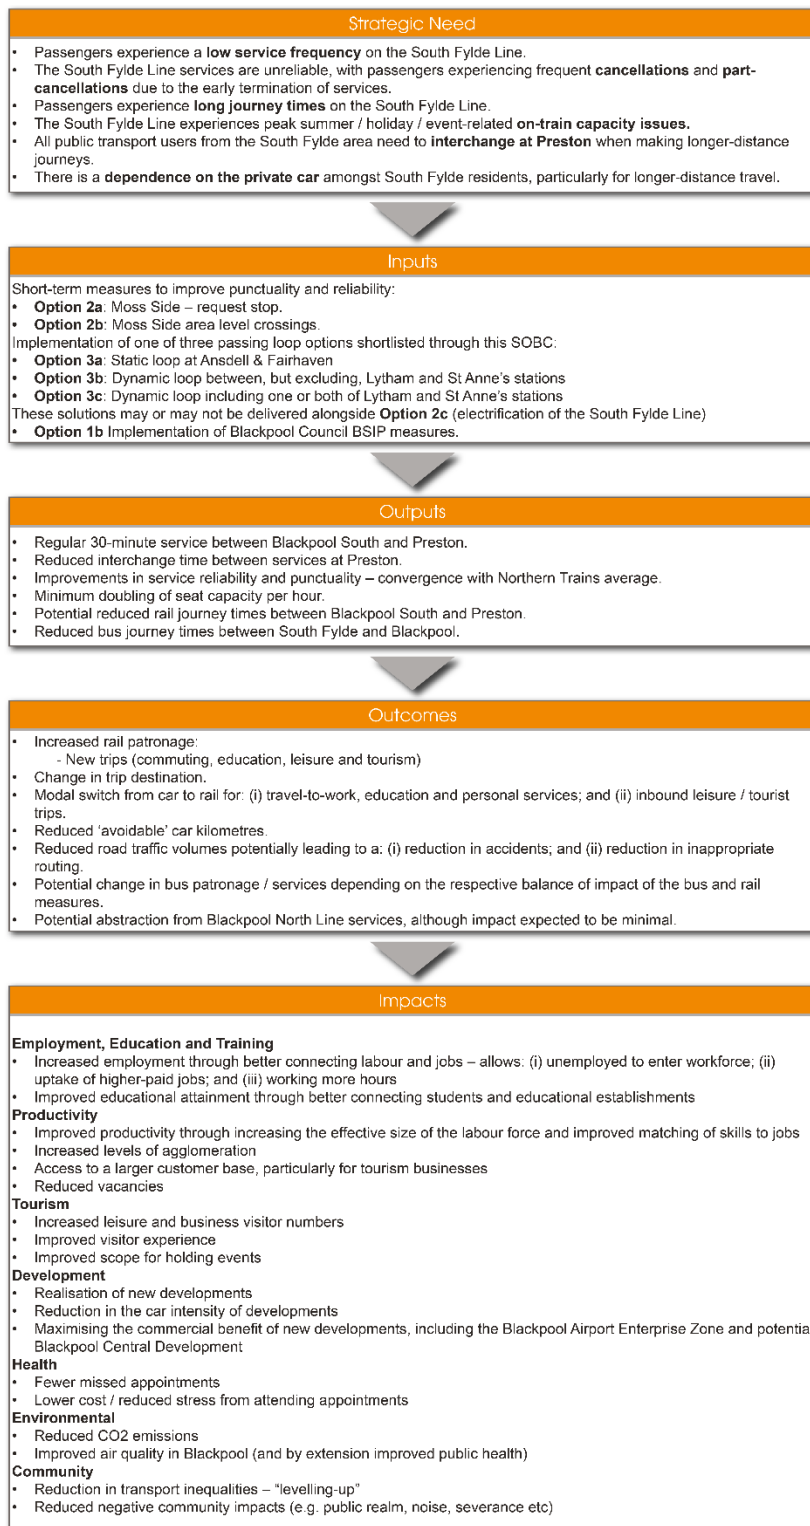 Strategic Need
• Passengers experience a low service frequency on the South Fylde Line.
• The South Fylde Line services are unreliable, with passengers experiencing frequent cancellations and part-
cancellations due to the early termination of services.
• Passengers experience long journey times on the South Fylde Line.
• The South Fylde Line experiences peak summer / holiday / event-related on-train capacity issues.
• All public transport users from the South Fylde area need to interchange at Preston when making longer-distance
journeys.
• There is a dependence on the private car amongst South Fylde residents, particularly for longer-distance travel.
Inputs
Short-term measures to improve punctuality and reliability:
• Option 2a: Moss Side – request stop.
• Option 2b: Moss Side area level crossings.
Implementation of one of three passing loop options shortlisted through this SOBC:
• Option 3a: Static loop at Ansdell & Fairhaven
• Option 3b: Dynamic loop between, but excluding, Lytham and St Anne's stations
• Option 3c: Dynamic loop including one or both of Lytham and St Anne's stations
These solutions may or may not be delivered alongside Option 2c (electrification of the South Fylde Line)
• Option 1b Implementation of Blackpool Council BSIP measures.
Outputs
• Regular 30-minute service between Blackpool South and Preston.
• Reduced interchange time between services at Preston.
• Improvements in service reliability and punctuality – convergence with Northern Trains average.
• Minimum doubling of seat capacity per hour.
• Potential reduced rail journey times between Blackpool South and Preston.
• Reduced bus journey times between South Fylde and Blackpool.
Outcomes
• Increased rail patronage:
- New trips (commuting, education, leisure and tourism)
• Change in trip destination.
• Modal switch from car to rail for: (i) travel-to-work, education and personal services; and (ii) inbound leisure / tourist
trips.
• Reduced 'avoidable' car kilometres.
• Reduced road traffic volumes potentially leading to a: (i) reduction in accidents; and (ii) reduction in inappropriate
routing.
• Potential change in bus patronage / services depending on the respective balance of impact of the bus and rail
measures.
• Potential abstraction from Blackpool North Line services, although impact expected to be minimal.
Impacts
Employment, Education and Training
• Increased employment through better connecting labour and jobs – allows: (i) unemployed to enter workforce; (ii)
uptake of higher-paid jobs; and (iii) working more hours
• Improved educational attainment through better connecting students and educational establishments
Productivity
• Improved productivity through increasing the effective size of the labour force and improved matching of skills to jobs
• Increased levels of agglomeration
• Access to a larger customer base, particularly for tourism businesses
• Reduced vacancies
Tourism
• Increased leisure and business visitor numbers
• Improved visitor experience
• Improved scope for holding events
Development
• Realisation of new developments
• Reduction in the car intensity of developments
• Maximising the commercial benefit of new developments, including the Blackpool Airport Enterprise Zone and potentia
Blackpool Central Development
Health
• Fewer missed appointments
• Lower cost / reduced stress from attending appointments
Environmental
• Reduced CO2 emissions
• Improved air quality in Blackpool (and by extension improved public health)
Community
• Reduction in transport inequalities – "levelling-up"
• Reduced negative community impacts (e.g. public realm, noise, severance etc)